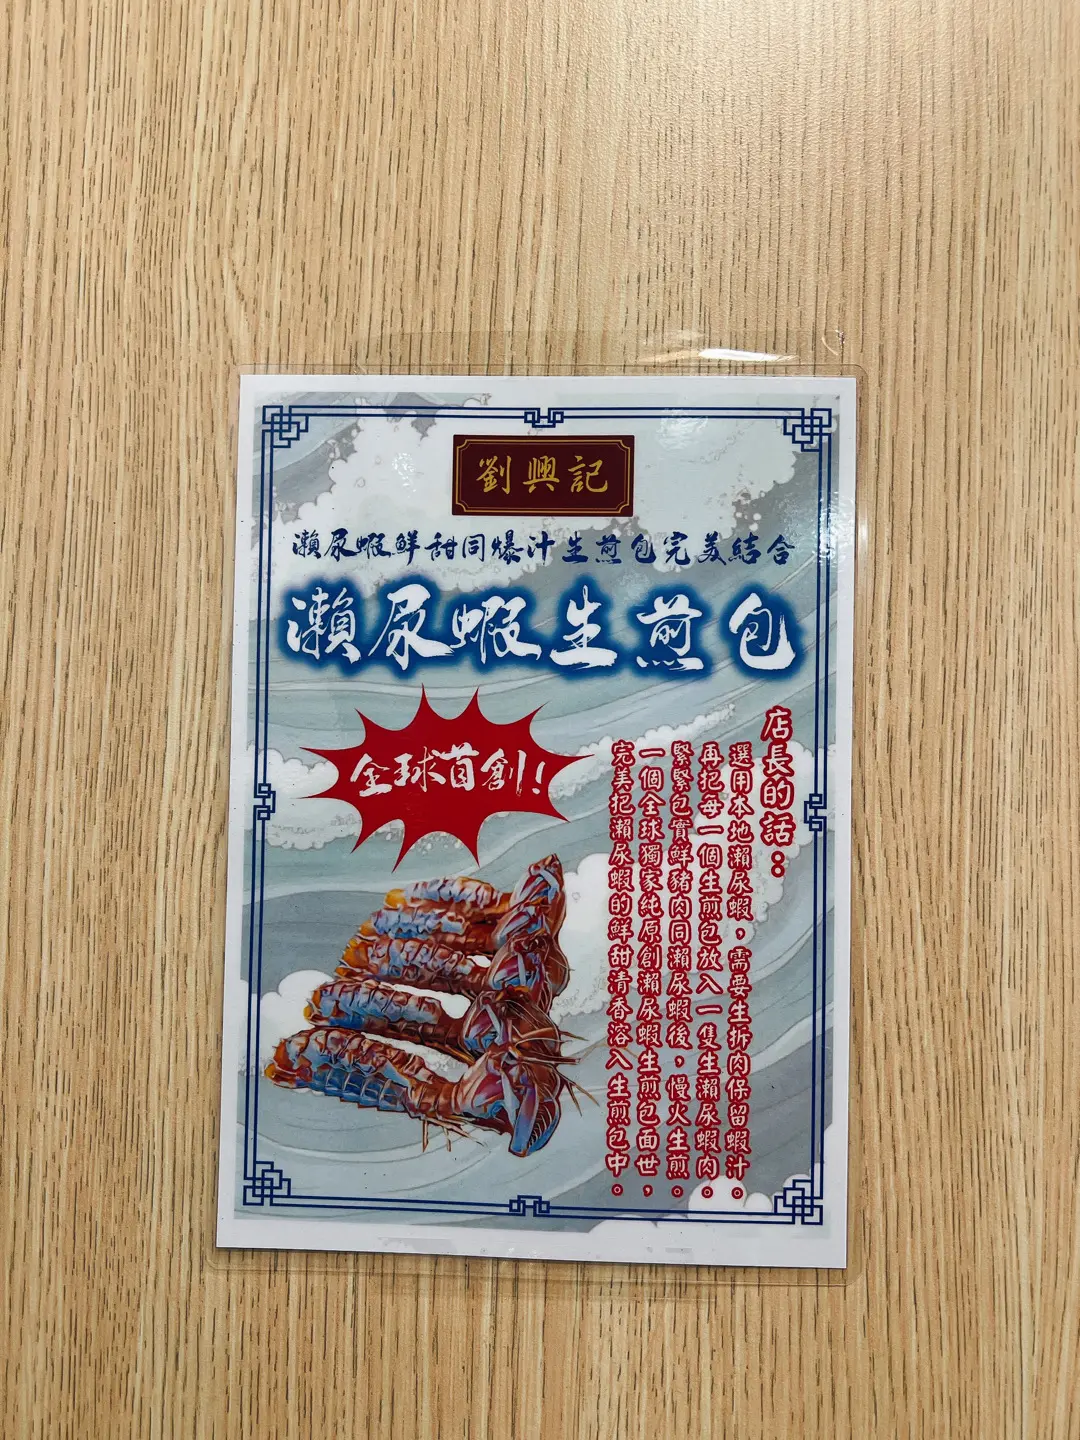 劉興記
瀨尿蝦鮮甜同爆汁生煎包完美結合
瀨尿蝦生煎包
全球首創!
店長的話：
選用本地瀨尿蝦，需要生拆肉保留蝦汁。
再把每一個生煎包放入一隻生瀨尿蝦肉。
緊緊包實鮮豬肉同瀨尿蝦後，慢火生煎。
一個全球獨家純原創瀨尿蝦生煎包面世，
完美把瀨尿蝦的鮮甜清香溶入生煎包中。